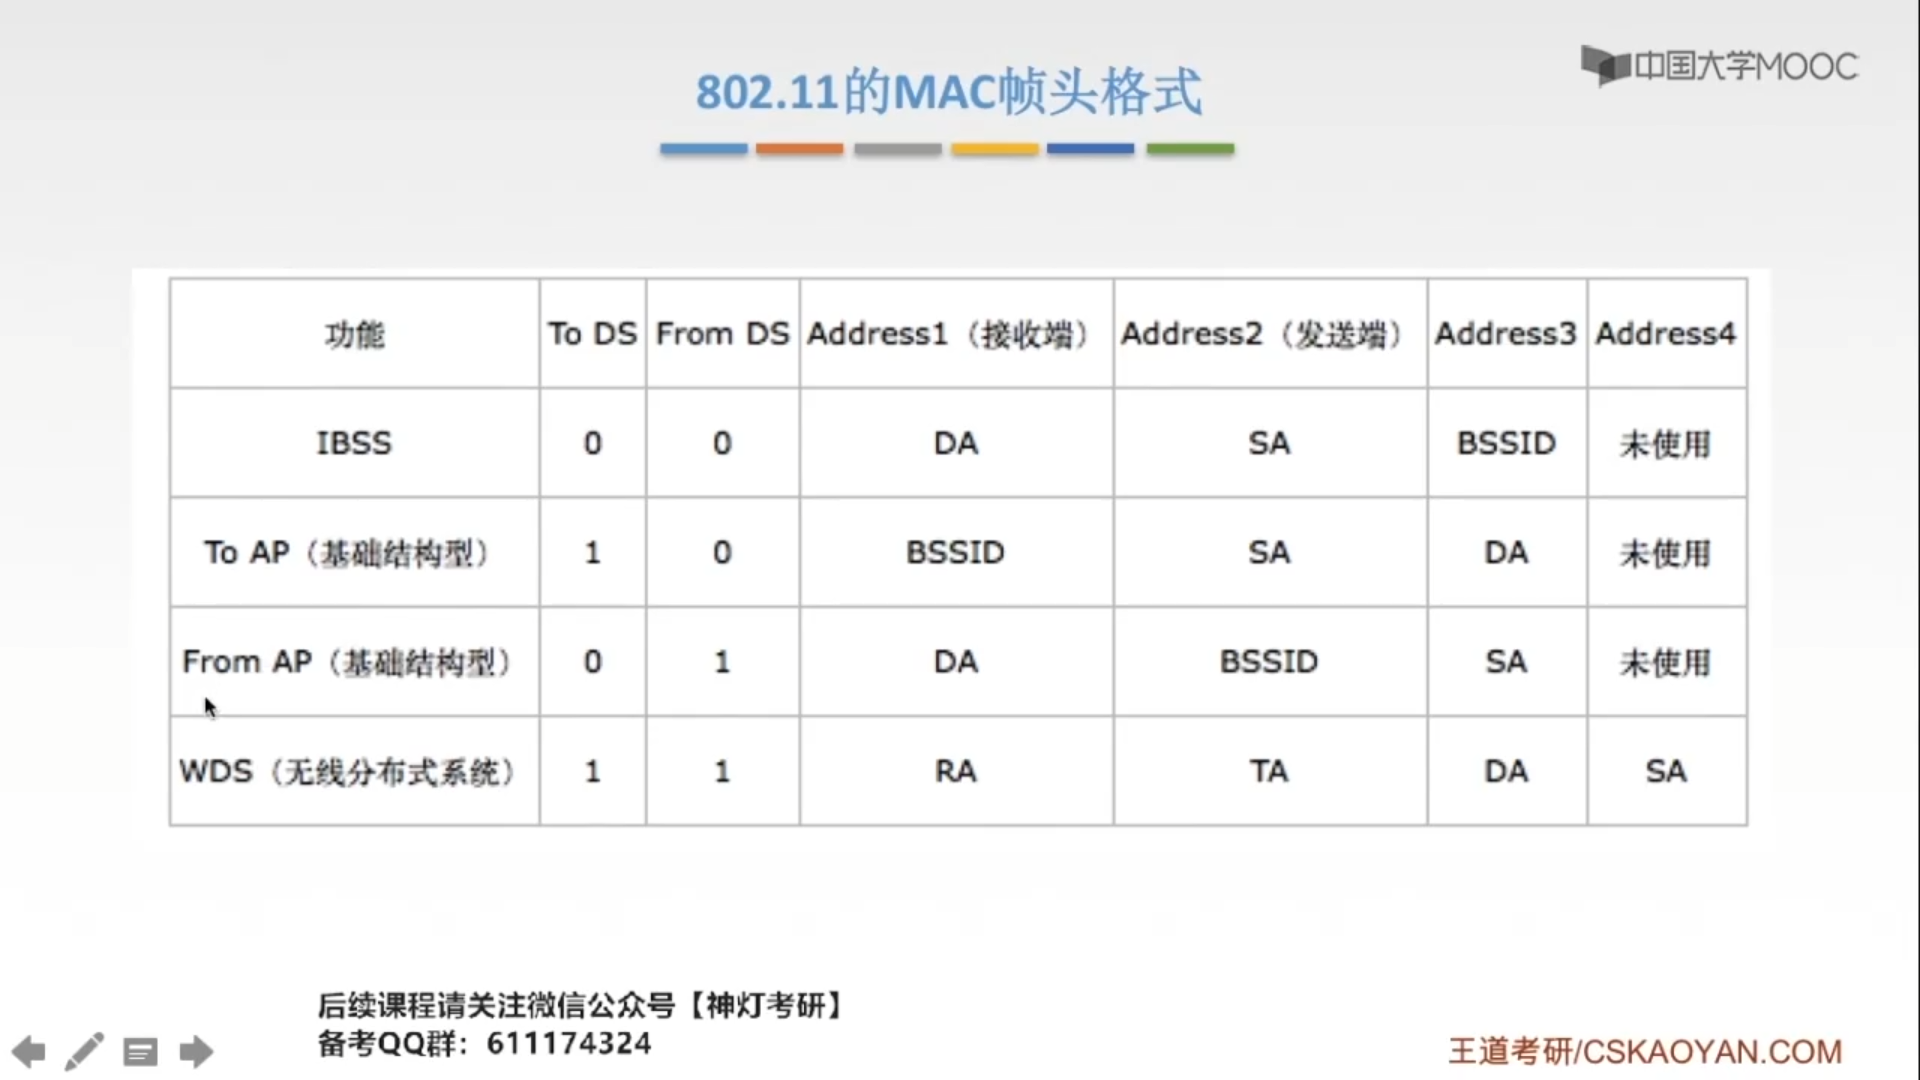 中国大学MOOC
802.11的MAC帧头格式
功能 To DS From DS Address1（接收端） Address2（发送端） Address3 Address4
IBSS 0 0 DA SA BSSID 未使用
To AP（基础结构型） 1 0 BSSID SA DA 未使用
From AP（基础结构型） 0 1 DA BSSID SA 未使用
WDS（无线分布式系统） 1 1 RA TA DA SA
后续课程请关注微信公众号【神灯考研】
备考QQ群：611174324
王道考研/CSKAOYAN.COM